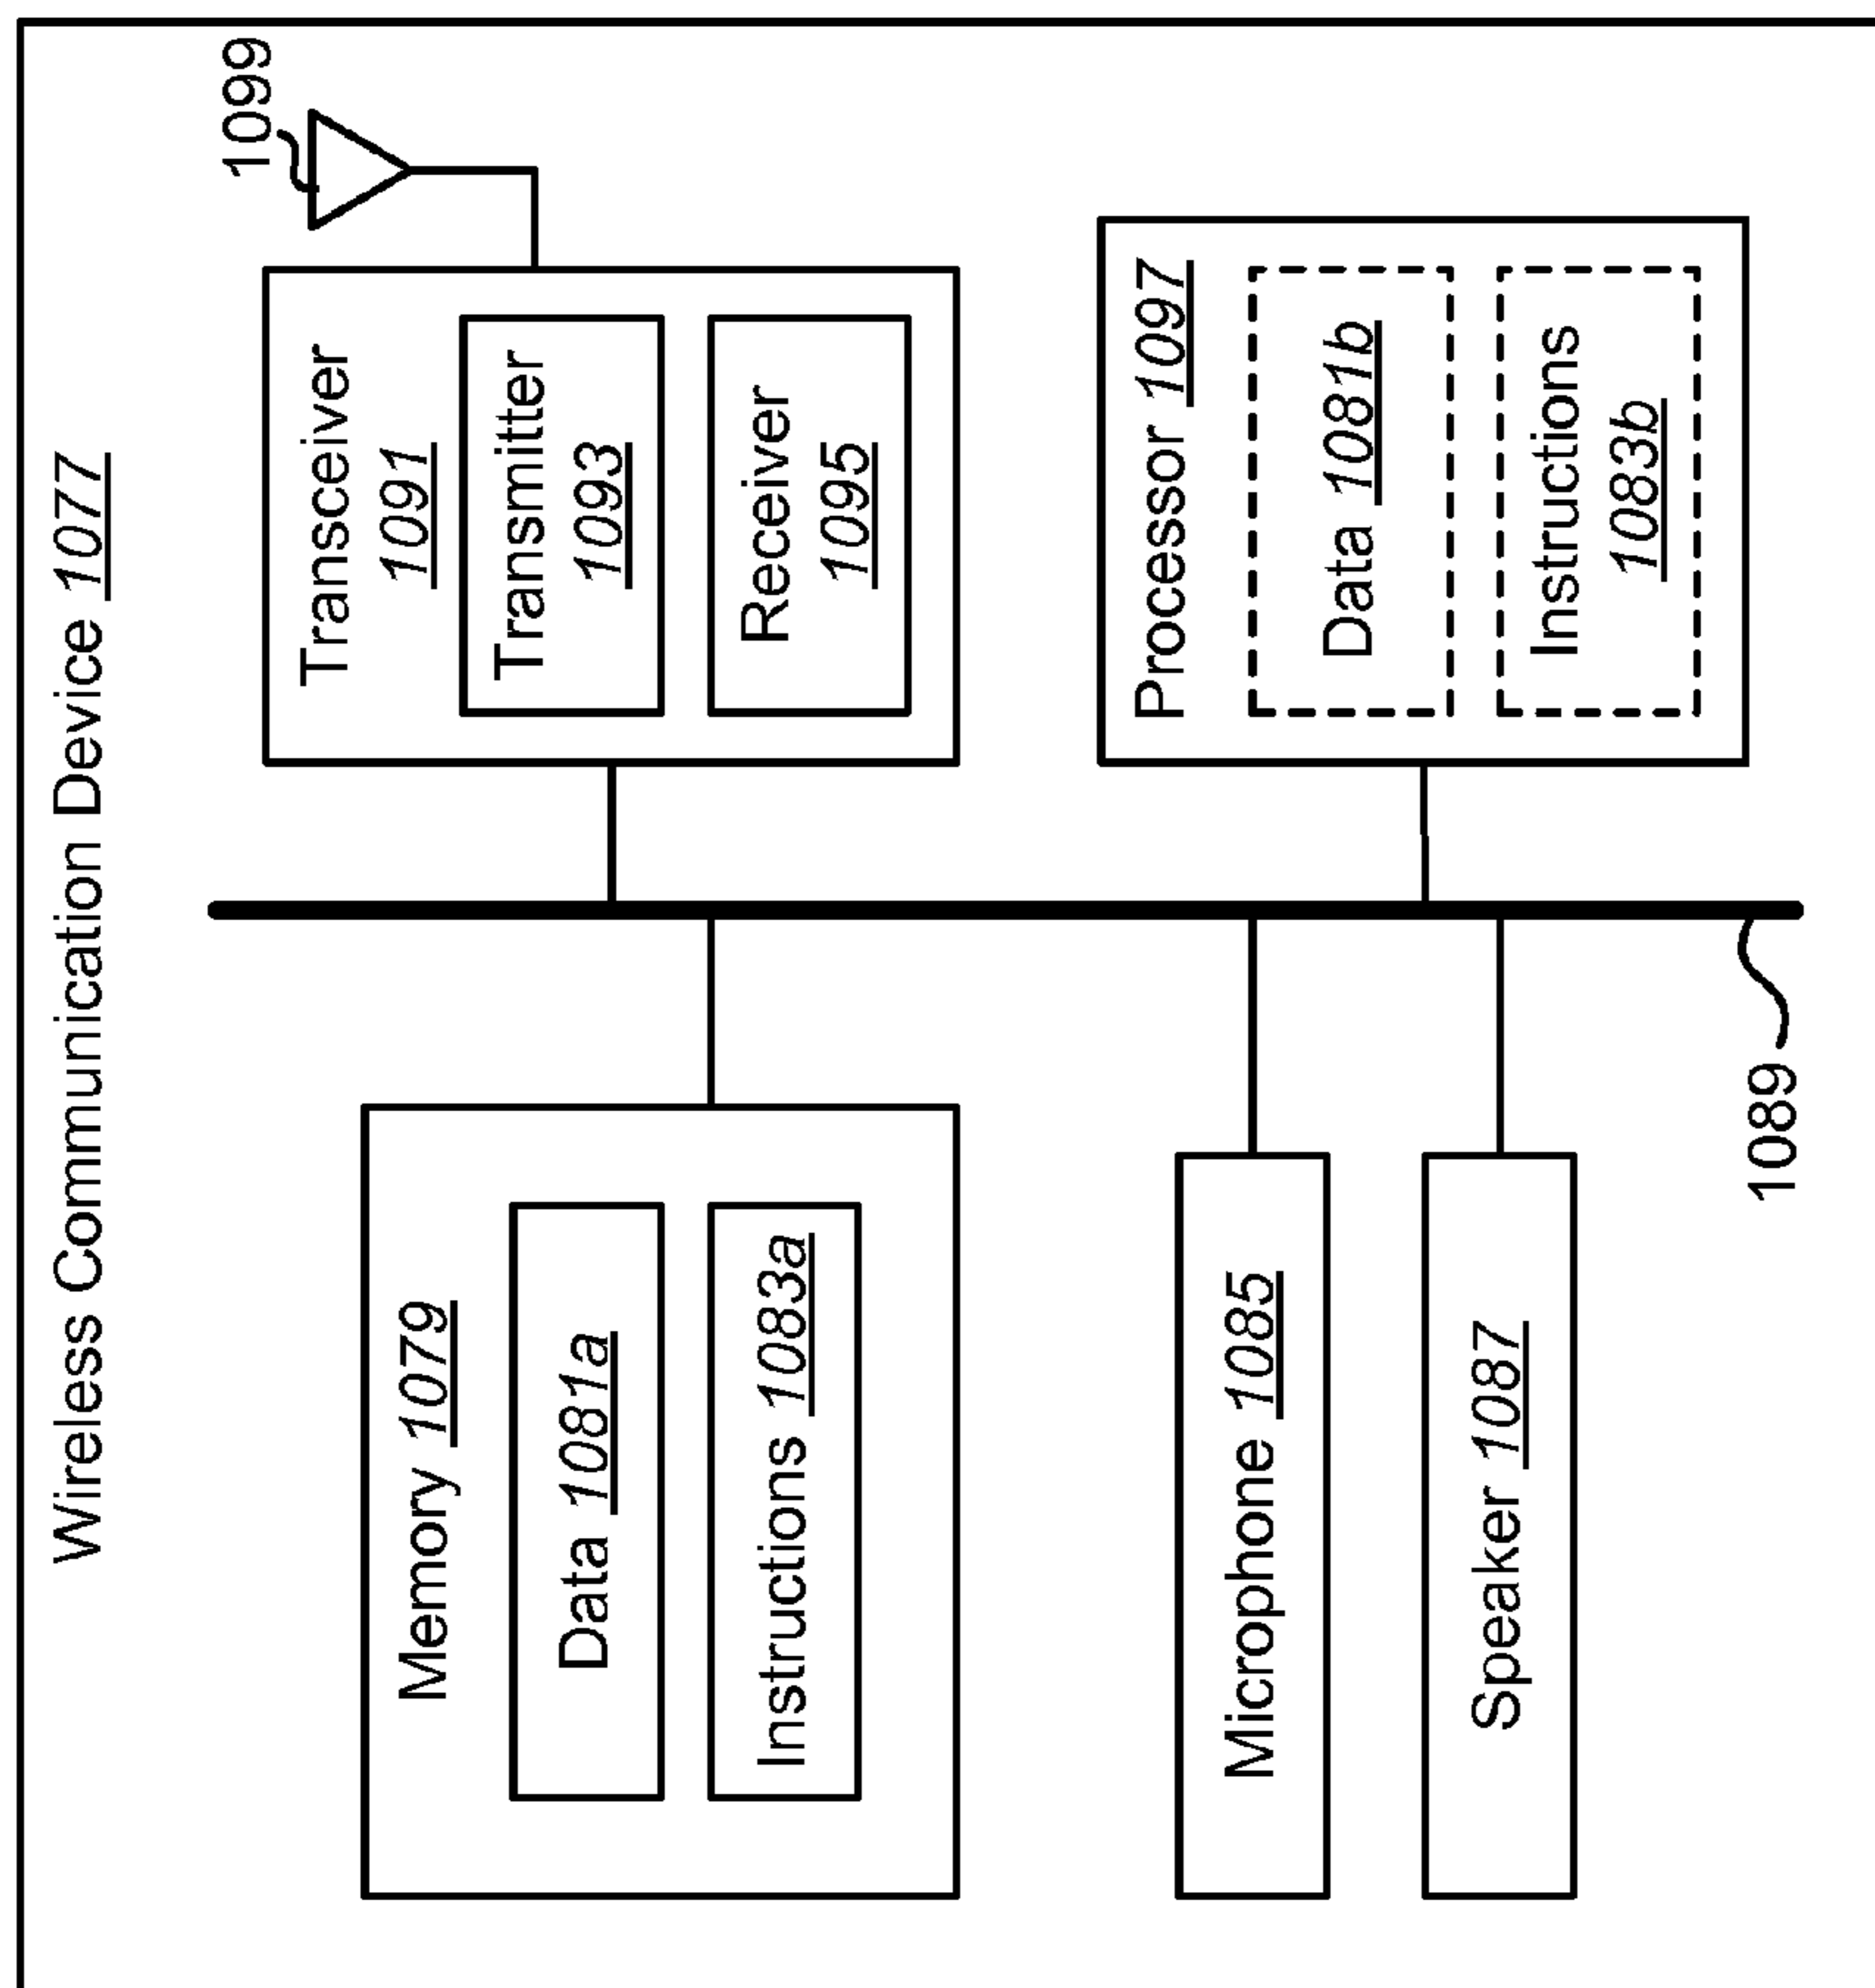 Wireless Communication Device 1077
Memory 1079
Data 1081a
Instructions 1083a
Microphone 1085
Speaker 1087
1089
1099
Transceiver
1091
Transmitter
1093
Receiver
1095
Processor 1097
Data 1081b
Instructions
1083b